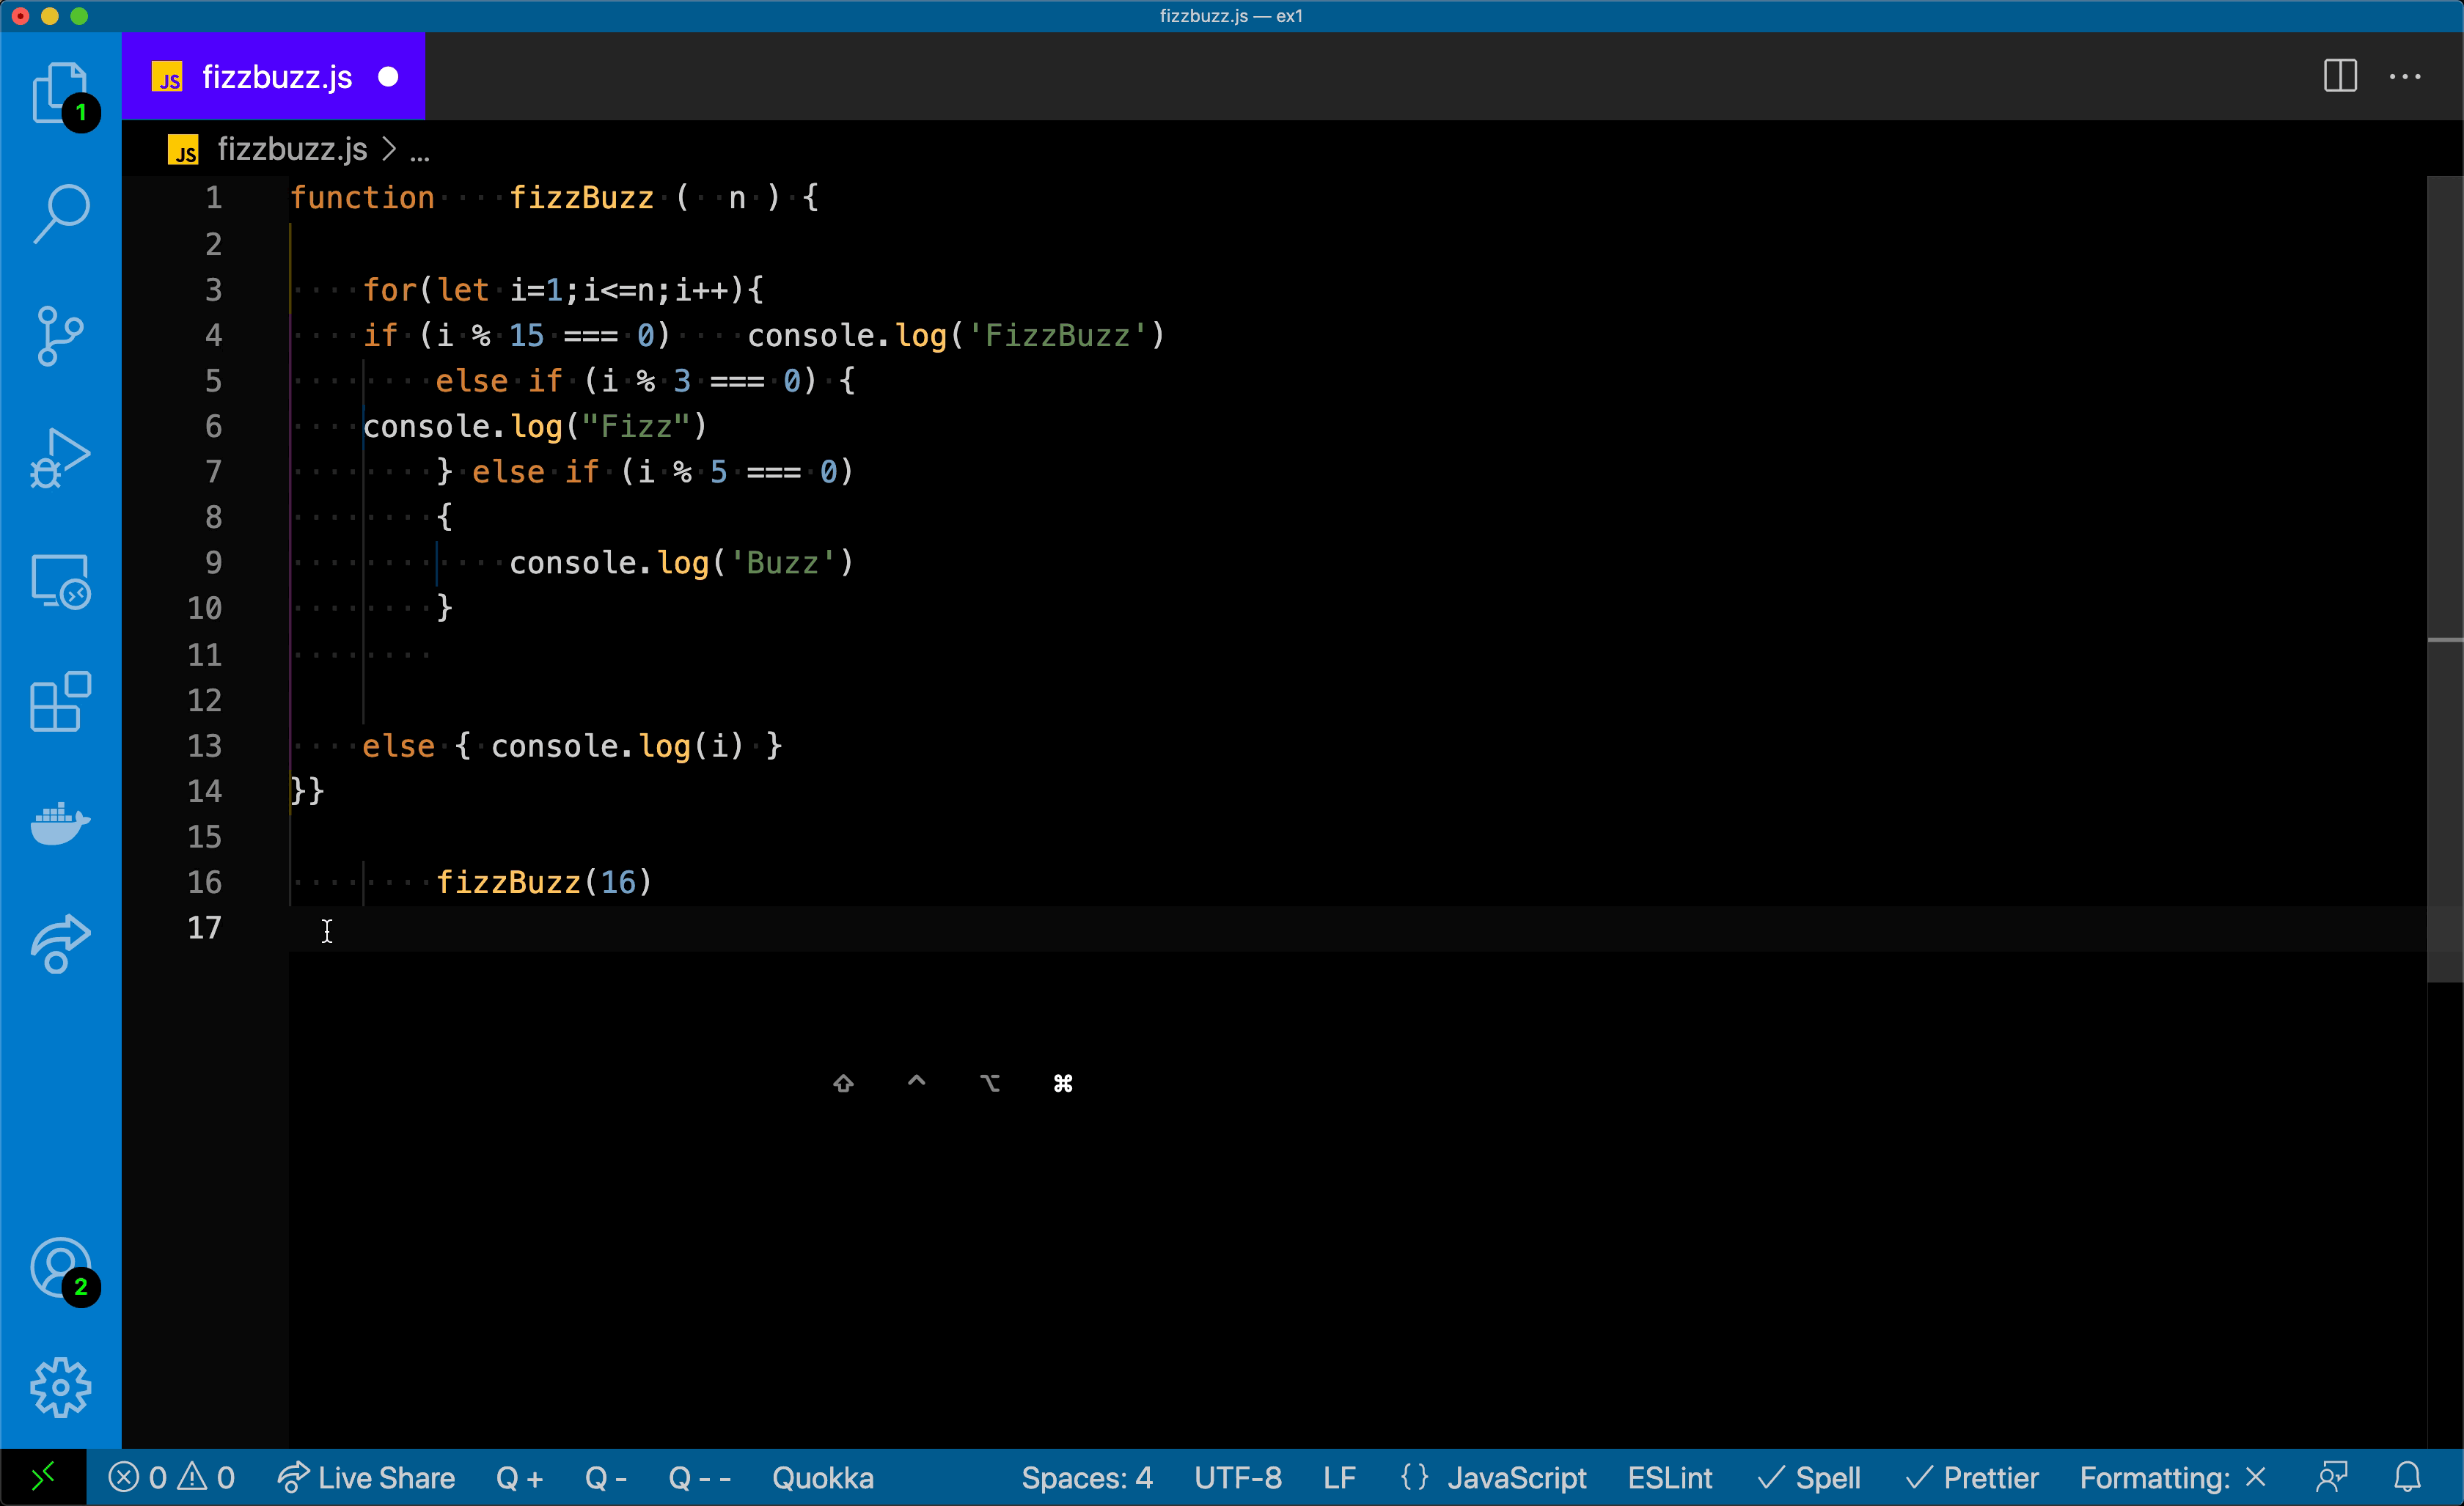 fizzbuzz.js — ex1
JS fizzbuzz.js
1
JS fizzbuzz.js > ...
1 function    fizzBuzz (  n ) {
2
3     for(let i=1;i<=n;i++){
4     if (i % 15 === 0)    console.log('FizzBuzz')
5         else if (i % 3 === 0) {
6     console.log("Fizz")
7         } else if (i % 5 === 0)
8         {
9             console.log('Buzz')
10         }
11
12
13     else { console.log(i) }
14 }}
15
16         fizzBuzz(16)
17
⇧ ^ ⌥ ⌘
2
0 0 Live Share Q + Q - Q - - Quokka Spaces: 4 UTF-8 LF {} JavaScript ESLint ✓ Spell ✓ Prettier Formatting: ×